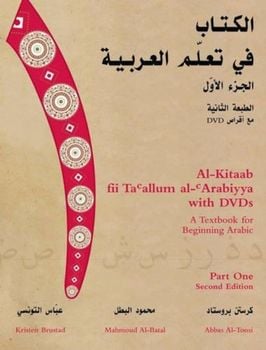 الكتاب
في تعلّم العربية
الجزء الأوّل
الطبعة الثانية
مع أقراص DVD
Al-Kitaab
fii Taᶜallum al-ᶜArabiyya
with DVDs
A Textbook for
Beginning Arabic
د ذ ر ز س ش ص
Part One
Second Edition
كرستن بروستاد
محمود البطل
عبّاس التونسي
Kristen Brustad
Mahmoud Al-Batal
Abbas Al-Tonsi